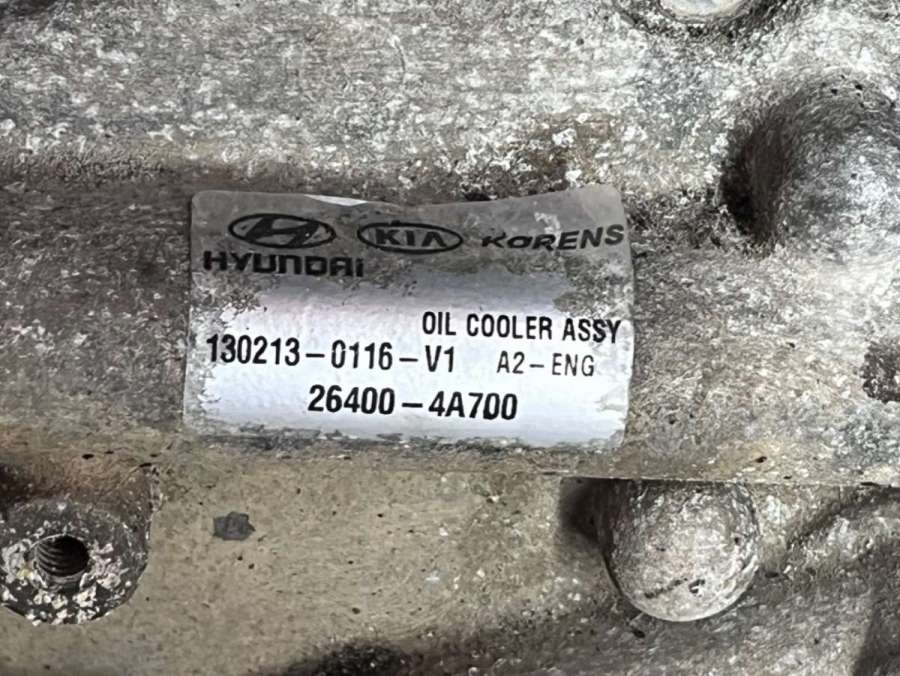 KIA KORENS
HYUNDAI
OIL COOLER ASSY
130213-0116-V1 A2-ENG
26400-4A700